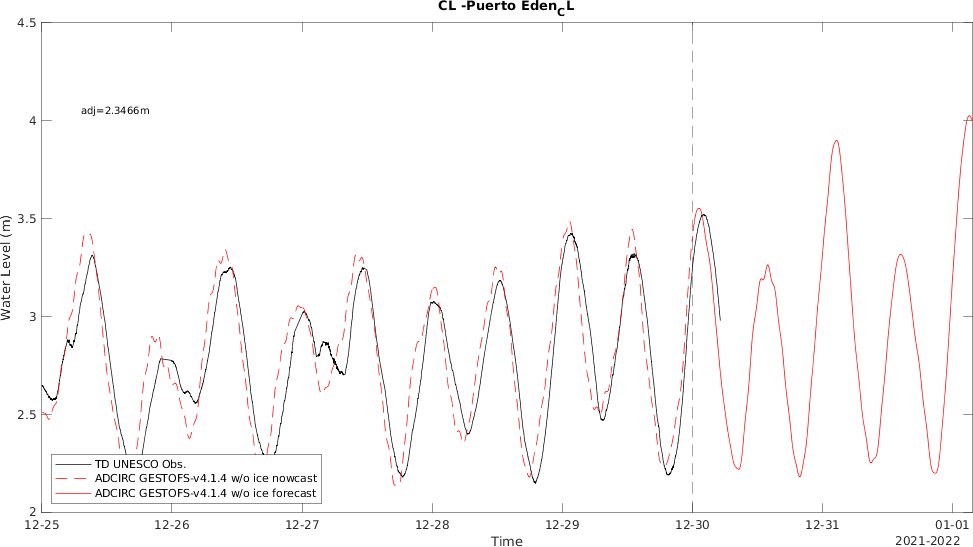 CL -Puerto Eden_CL
4.5
4
3.5
3
2.5
2
Water Level (m)
adj=2.3466m
TD UNESCO Obs.
ADCIRC GESTOFS-v4.1.4 w/o ice nowcast
ADCIRC GESTOFS-v4.1.4 w/o ice forecast
12-25 12-26 12-27 12-28 12-29 12-30 12-31 01-01
Time
2021-2022